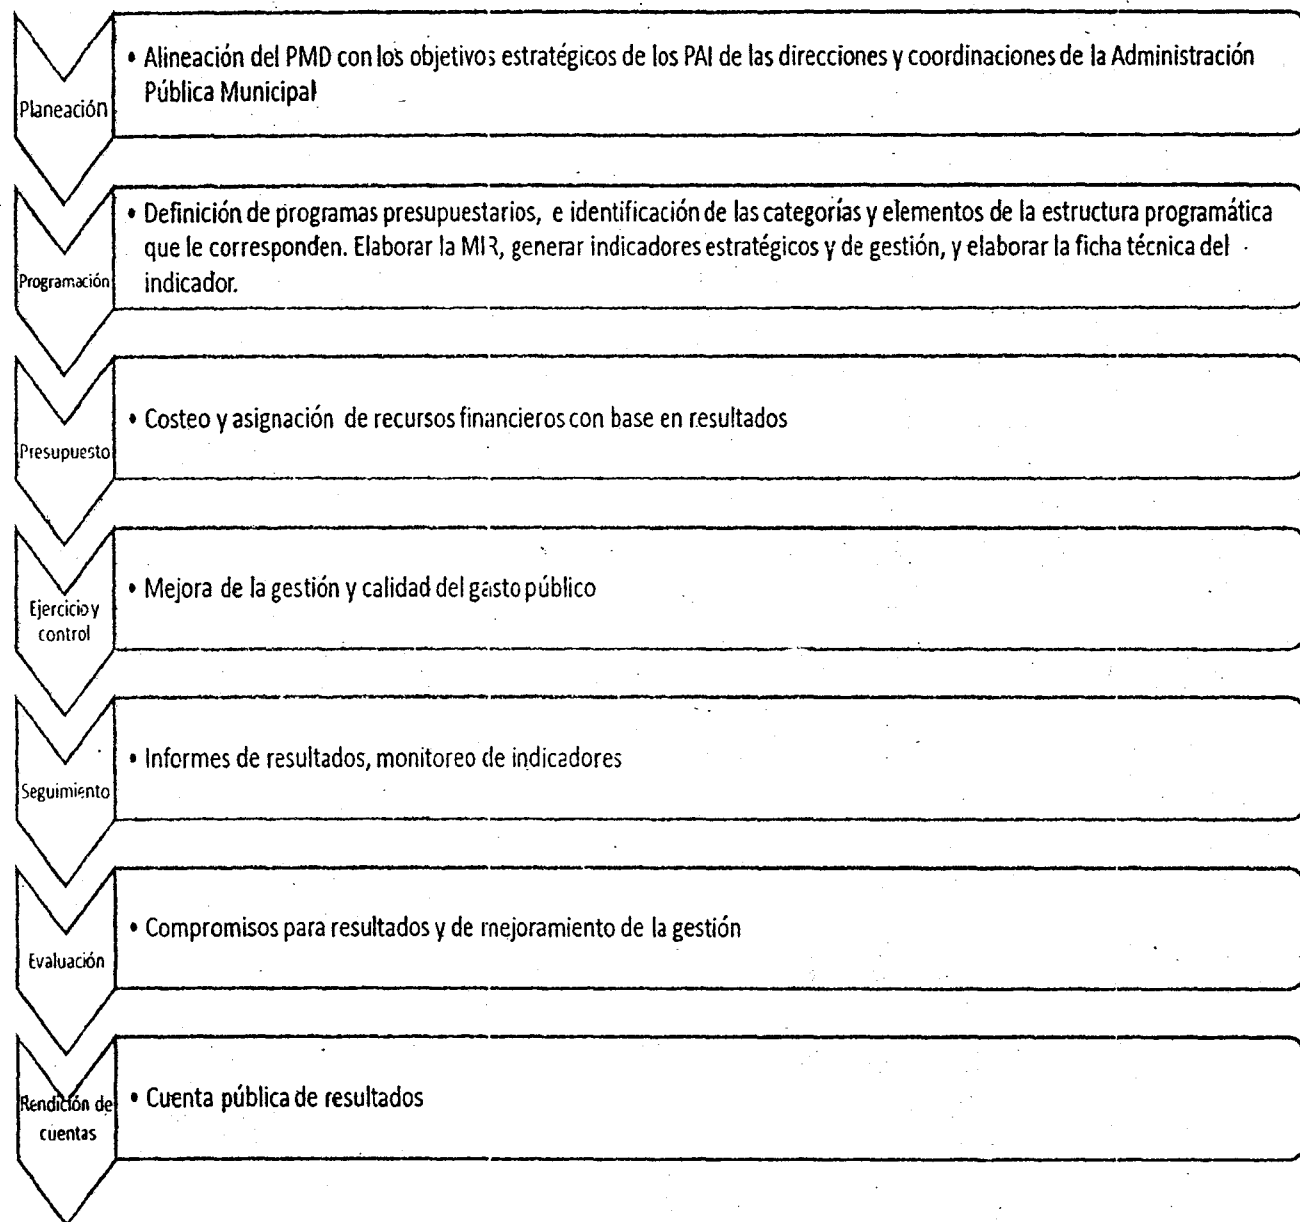 Planeación
• Alineación del PMD con los objetivos estratégicos de los PAI de las direcciones y coordinaciones de la Administración
Pública Municipal
Programación
• Definición de programas presupuestarios, e identificación de las categorías y elementos de la estructura programática
que le corresponden. Elaborar la MIR, generar indicadores estratégicos y de gestión, y elaborar la ficha técnica del
indicador.
Presupuesto
• Costeo y asignación de recursos financieros con base en resultados
Ejercicio y
control
• Mejora de la gestión y calidad del gasto público
Seguimiento
• Informes de resultados, monitoreo de indicadores
Evaluación
• Compromisos para resultados y de mejoramiento de la gestión
Rendición de
cuentas
• Cuenta pública de resultados